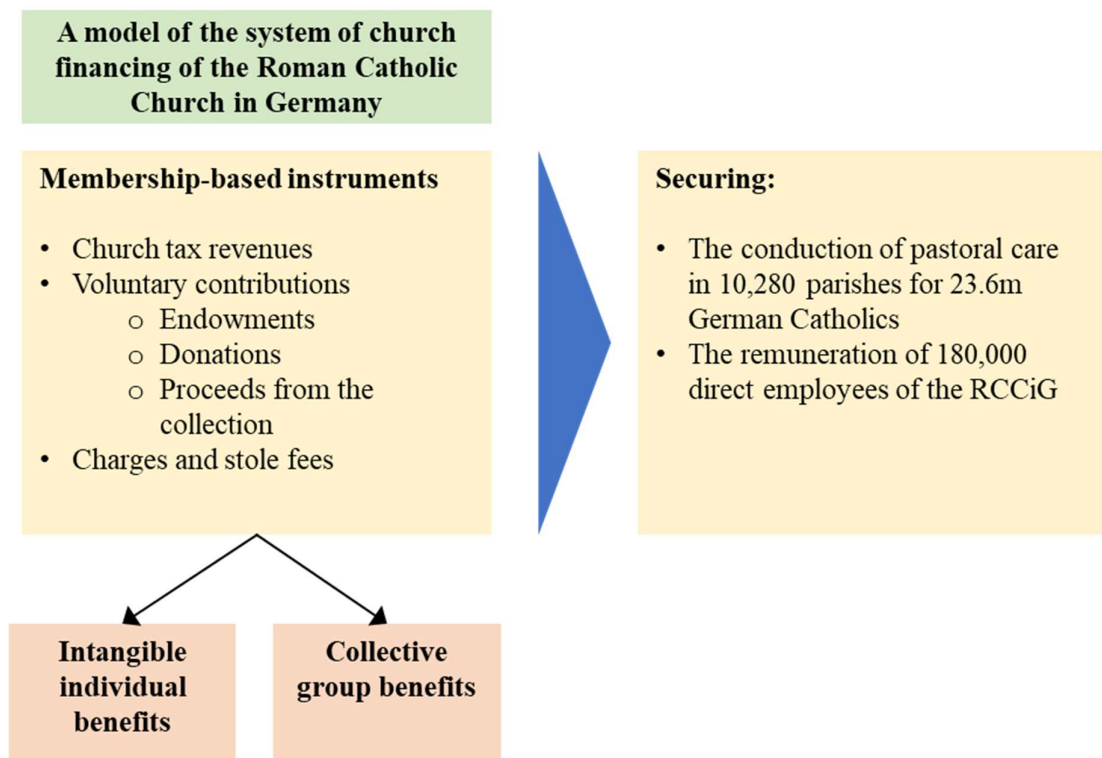 A model of the system of church
financing of the Roman Catholic
Church in Germany
Membership-based instruments
• Church tax revenues
• Voluntary contributions
o Endowments
o Donations
o Proceeds from the
collection
• Charges and stole fees
Securing:
• The conduction of pastoral care
in 10,280 parishes for 23.6m
German Catholics
• The remuneration of 180,000
direct employees of the RCCiG
Intangible
individual
benefits
Collective
group benefits